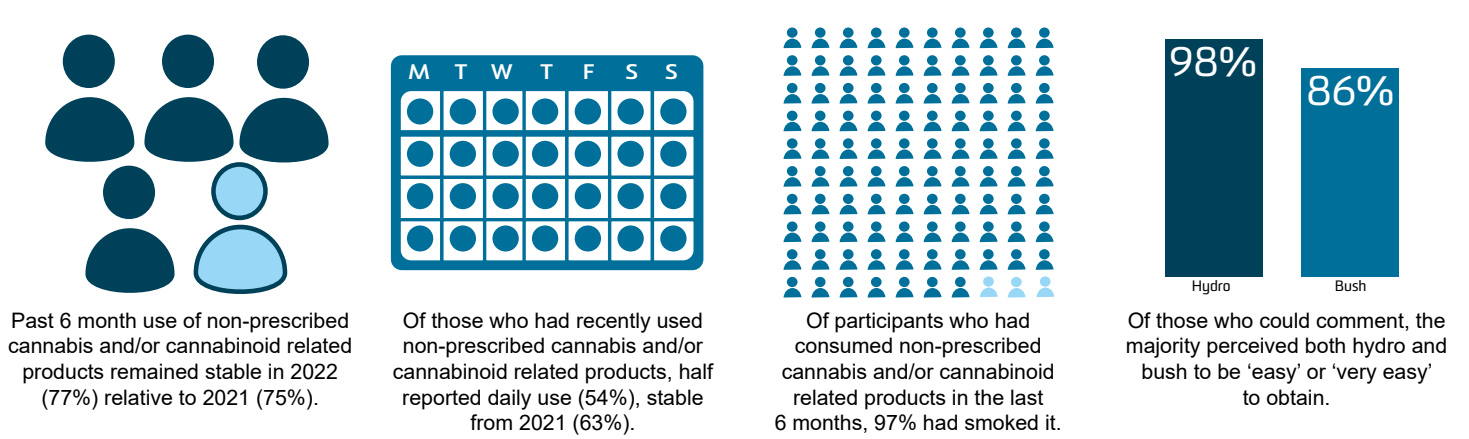 Past 6 month use of non-prescribed
cannabis and/or cannabinoid related
products remained stable in 2022
(77%) relative to 2021 (75%).
M T W T F S S
Of those who had recently used
non-prescribed cannabis and/or
cannabinoid related products, half
reported daily use (54%), stable
from 2021 (63%).
Of participants who had
consumed non-prescribed
cannabis and/or cannabinoid
related products in the last
6 months, 97% had smoked it.
98%
86%
Hydro
Bush
Of those who could comment, the
majority perceived both hydro and
bush to be ‘easy’ or ‘very easy’
to obtain.